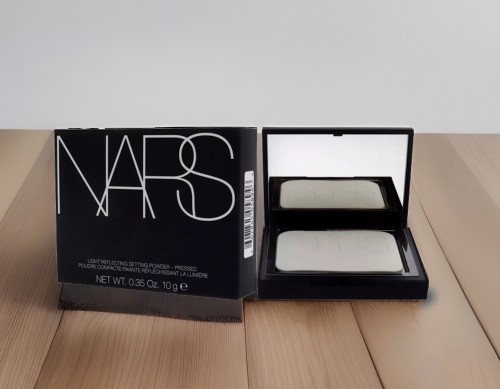 NARS
LIGHT REFLECTING SETTING POWDER - PRESSED
POUDRE COMPACTE FIXANTE RÉFLÉCHISSANT LA LUMIÈRE
NET WT. 0.35 Oz. 10 g ℮